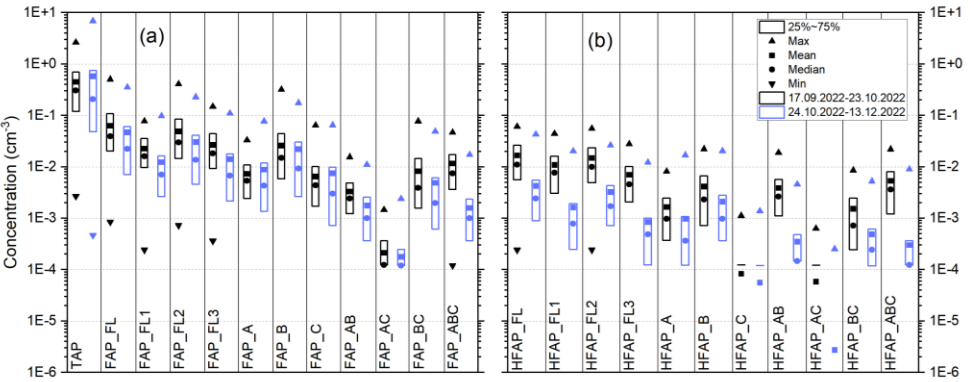 1E+1
1E+0
1E-1
1E-2
1E-3
1E-4
1E-5
1E-6
Concentration (cm-3)
(a)
TAP
FAP_FL
FAP_FL1
FAP_FL2
FAP_FL3
FAP_A
FAP_B
FAP_C
FAP_AB
FAP_AC
FAP_BC
FAP_ABC
(b)
25%~75%
Max
Mean
Median
Min
17.09.2022-23.10.2022
24.10.2022-13.12.2022
HFAP_FL
HFAP_FL1
HFAP_FL2
HFAP_FL3
HFAP_A
HFAP_B
HFAP_C
HFAP_AB
HFAP_AC
HFAP_BC
HFAP_ABC
1E+1
1E+0
1E-1
1E-2
1E-3
1E-4
1E-5
1E-6